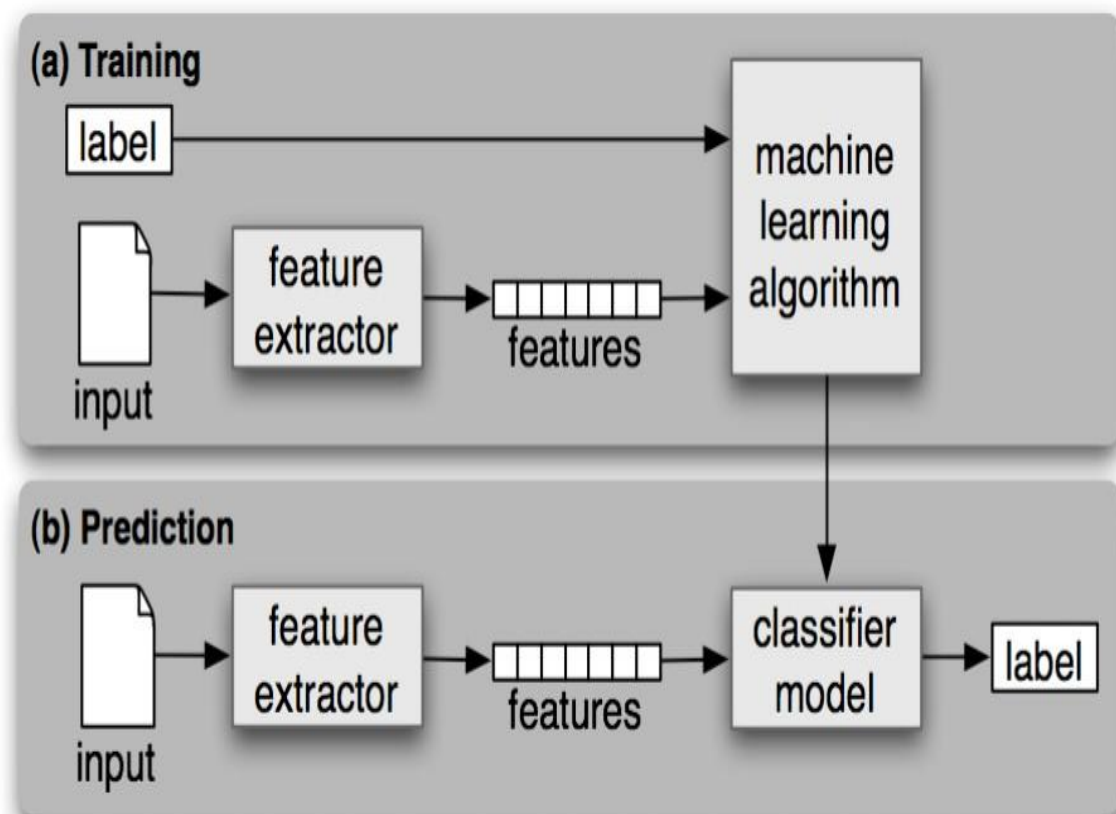 (a) Training
label
machine
learning
algorithm
feature
extractor
features
input
(b) Prediction
feature
extractor
features
input
classifier
model
label